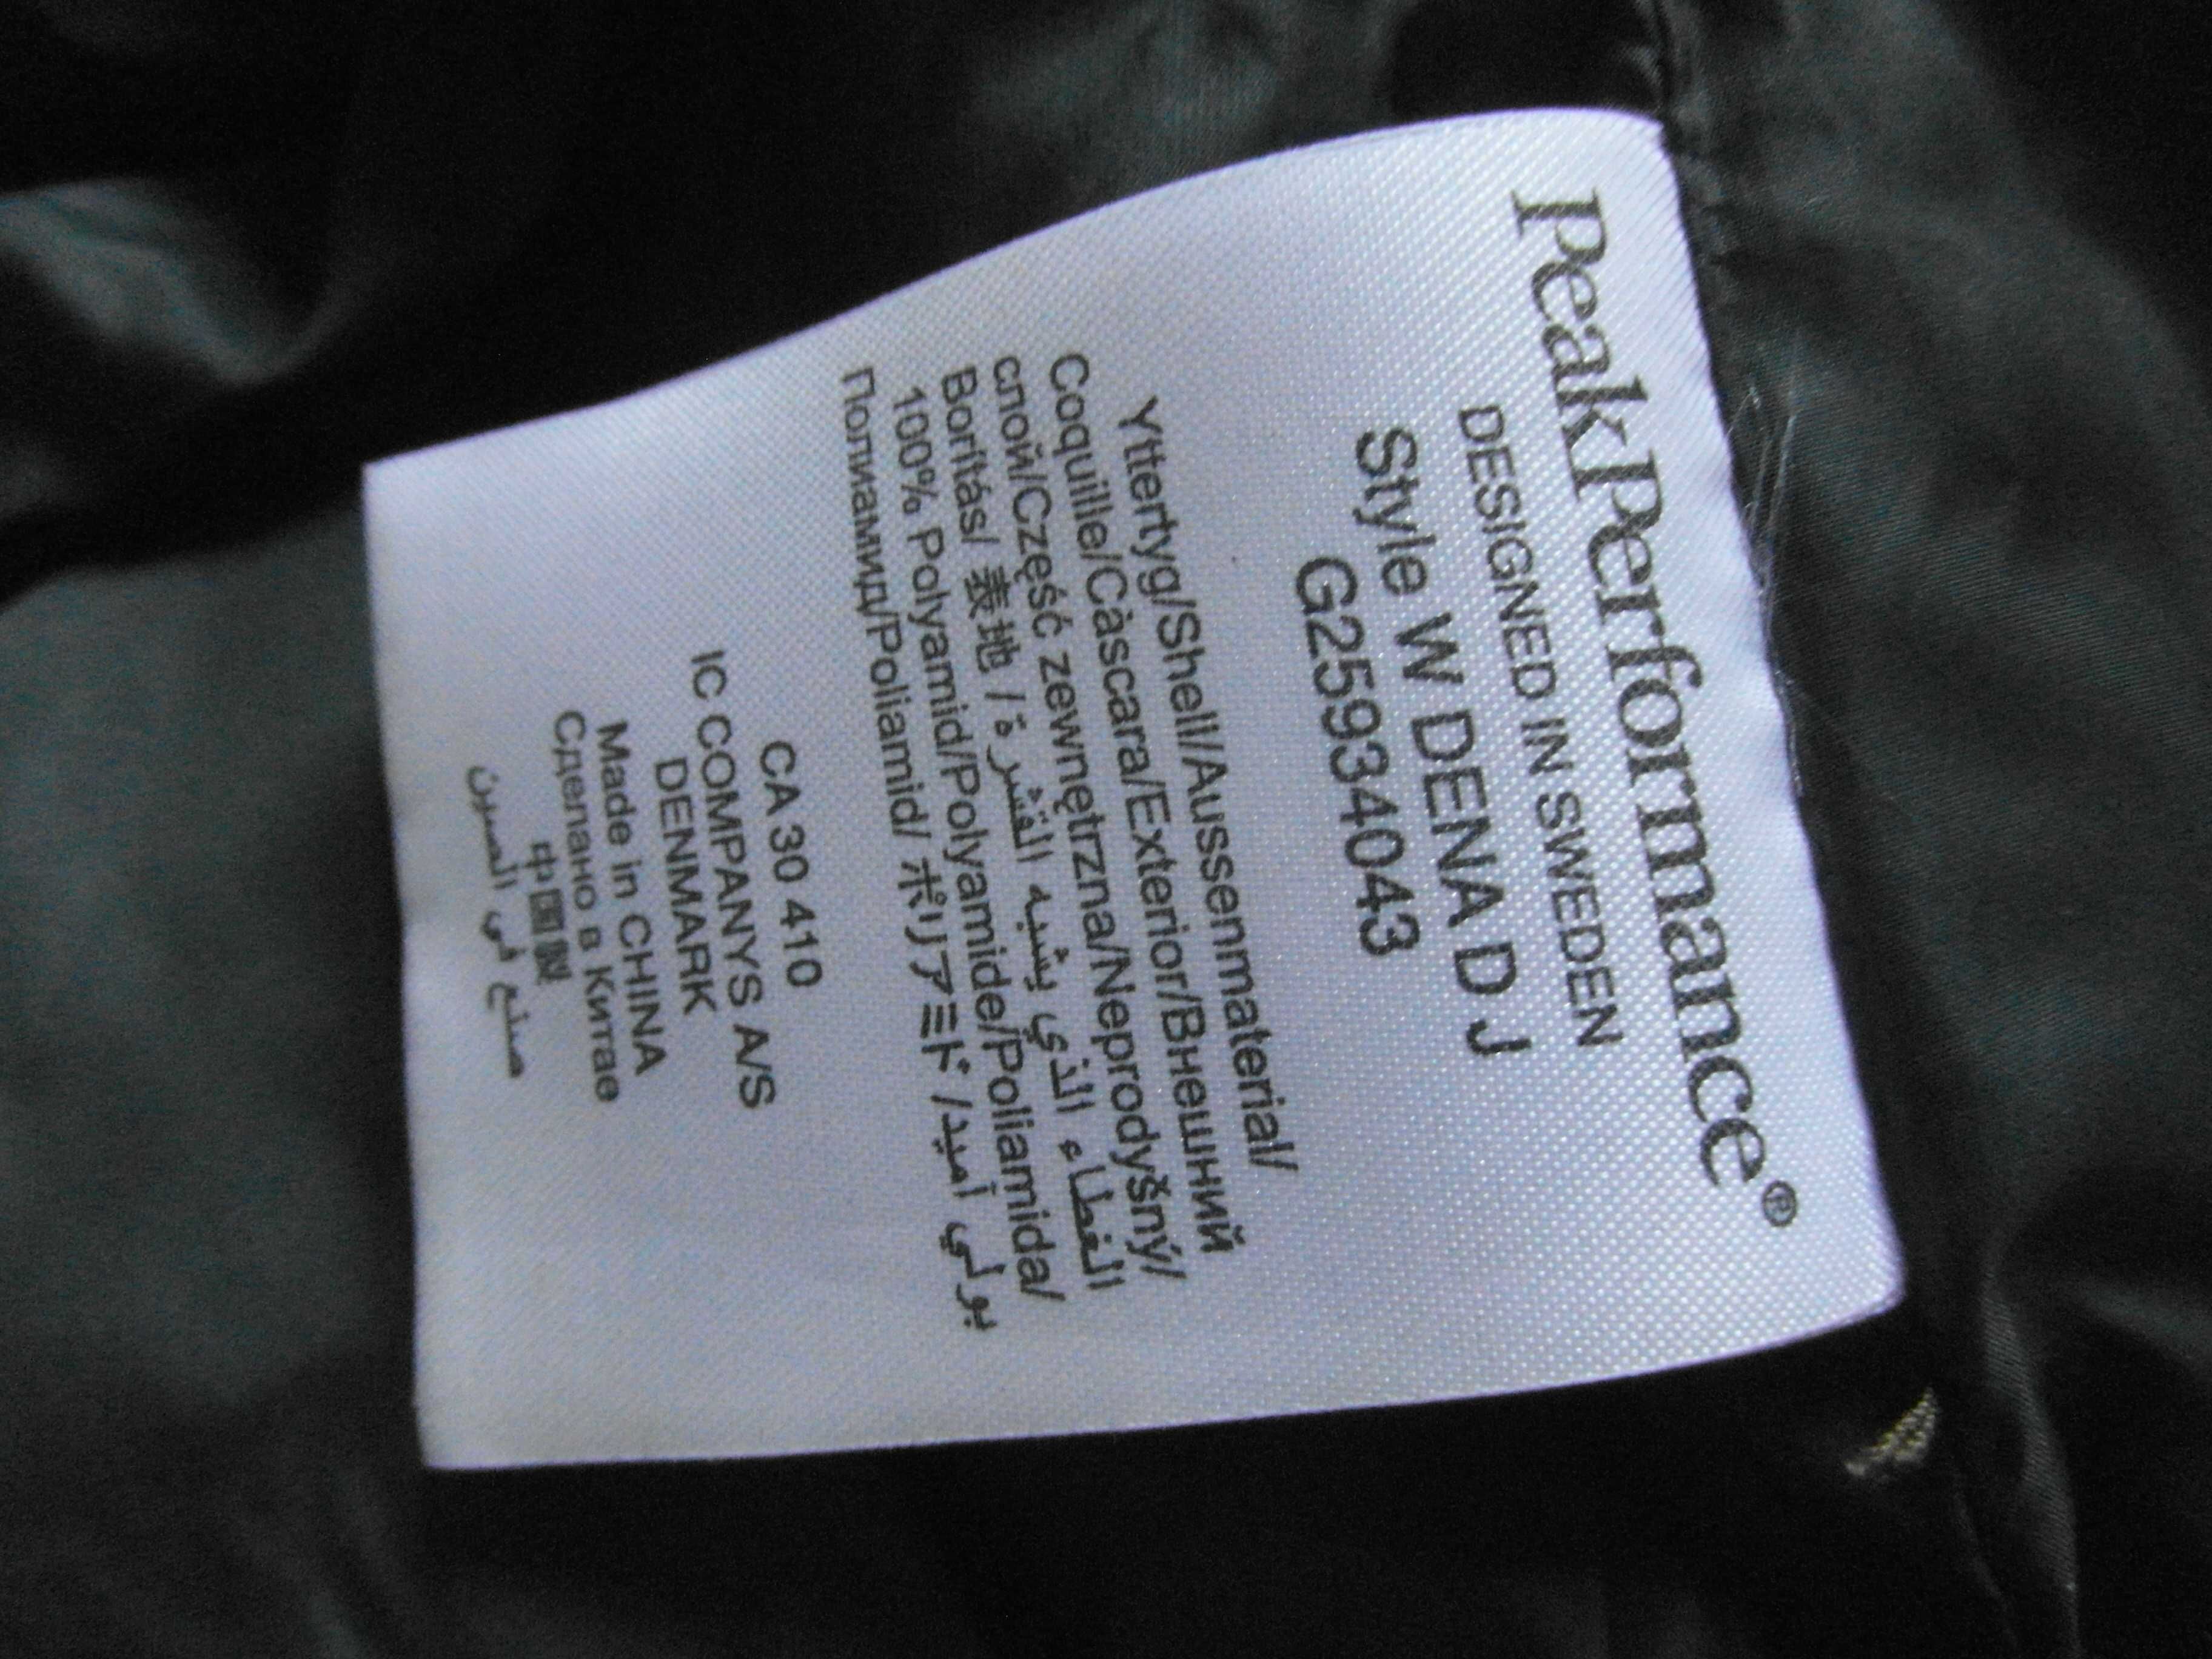 PeakPerformance®
DESIGNED IN SWEDEN
Style W DENA D J
G25934043
Yttertyg/Shell/Aussenmaterial/
Coquille/Càscara/Exterior/Внешний
слой/Część zewnętrzna/Neprodyšný/
Borítás/ 表地 / الغطاء الذي يشبه القشرة
100% Polyamid/Polyamide/Poliamida/
Полиамид/Poliamid/ ポリアミド /بولي آميد
CA 30 410
IC COMPANYS A/S
DENMARK
Made in CHINA
Сделано в Китае
中国製
صنع في الصين